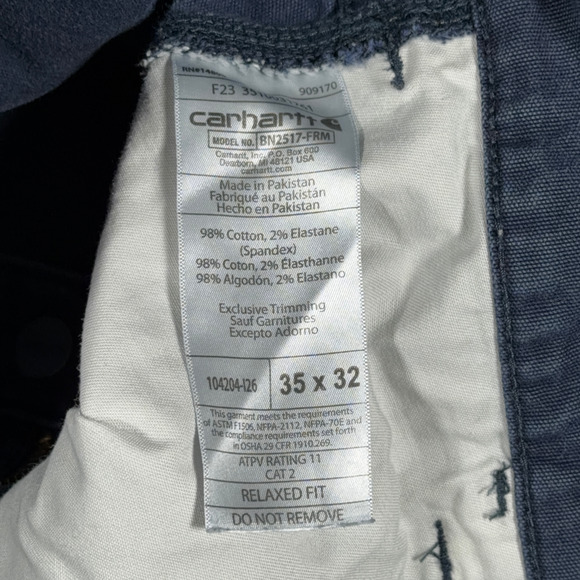 909170
F23
carhartt
MODEL NO. BN2517-FRM
Carhartt, Inc. P.O. Box 600
Dearborn, MI 48121 USA
carhartt.com
Made in Pakistan
Fabriqué au Pakistán
Hecho en Pakistan
98% Cotton, 2% Elastane
(Spandex)
98% Coton, 2% Élasthanne
98% Algodón, 2% Elastano
Exclusive Trimming
Sauf Garnitures
Excepto Adorno
104204-I26 35 x 32
This garment meets the requirements
of ASTM F1506, NFPA-2112, NFPA-70E and
the compliance requirements set forth
in OSHA 29 CFR 1910.269.
ATPV RATING 11
CAT 2
RELAXED FIT
DO NOT REMOVE